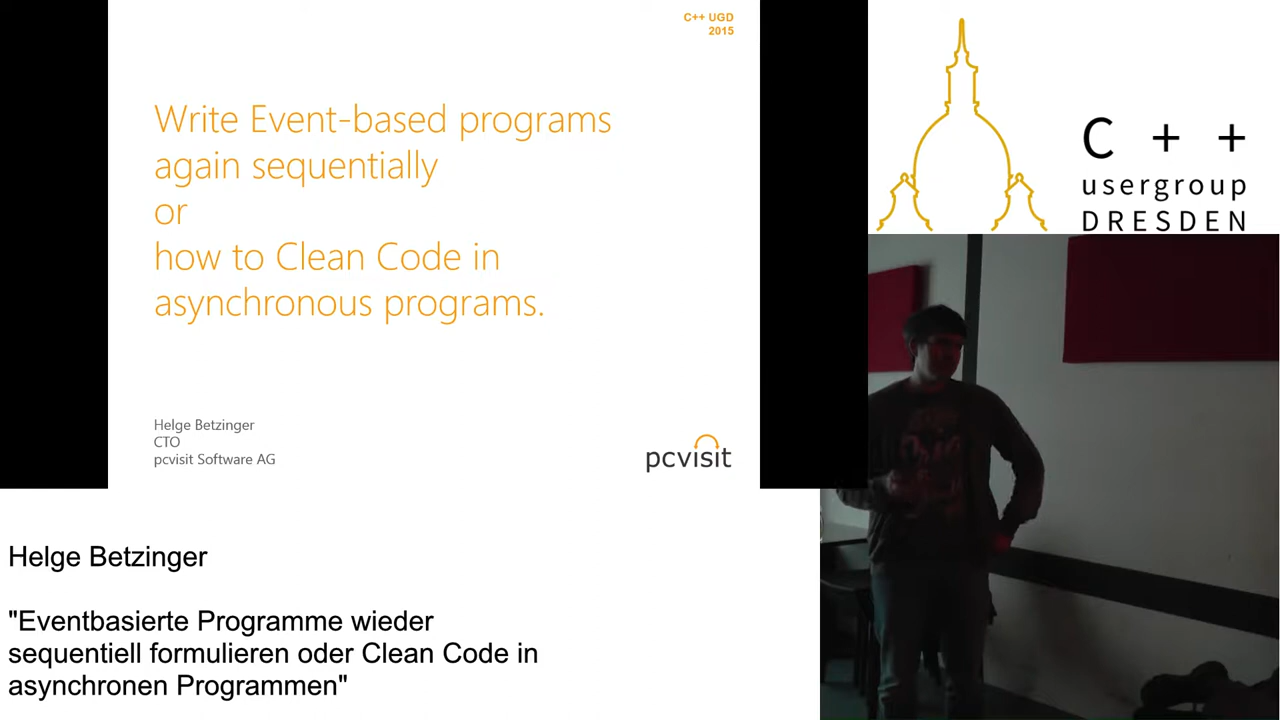 C++ UGD
2015
Write Event-based programs
again sequentially
or
how to Clean Code in
asynchronous programs.
Helge Betzinger
CTO
pcvisit Software AG
pcvisit
C + +
usergroup
DRESDEN
Helge Betzinger
"Eventbasierte Programme wieder
sequentiell formulieren oder Clean Code in
asynchronen Programmen"